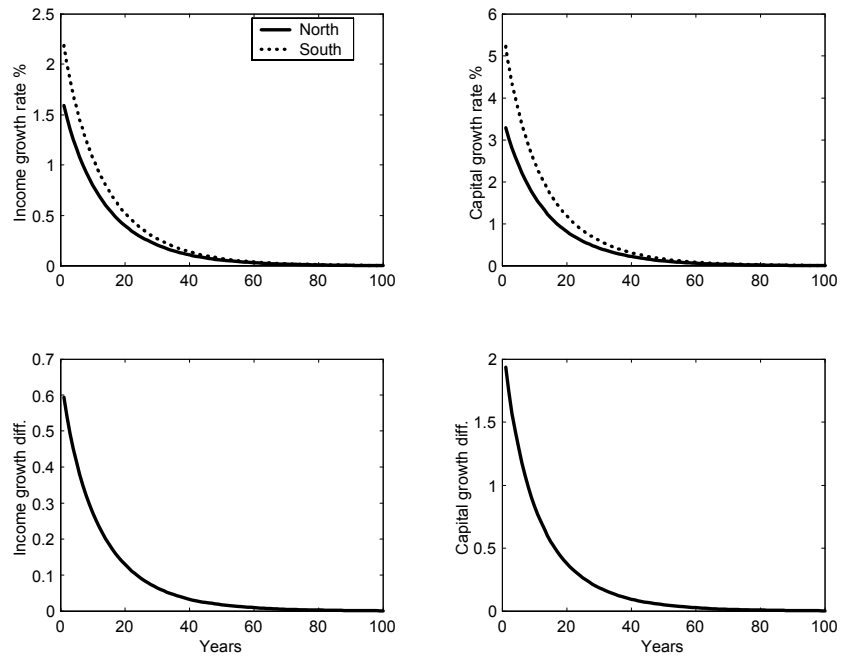 2.5
2
1.5
1
0.5
0
Income growth rate %
North
South
0 20 40 60 80 100
6
5
4
3
2
1
0
Capital growth rate %
0 20 40 60 80 100
0.7
0.6
0.5
0.4
0.3
0.2
0.1
0
Income growth diff.
0 20 40 60 80 100
Years
2
1.5
1
0.5
0
Capital growth diff.
0 20 40 60 80 100
Years